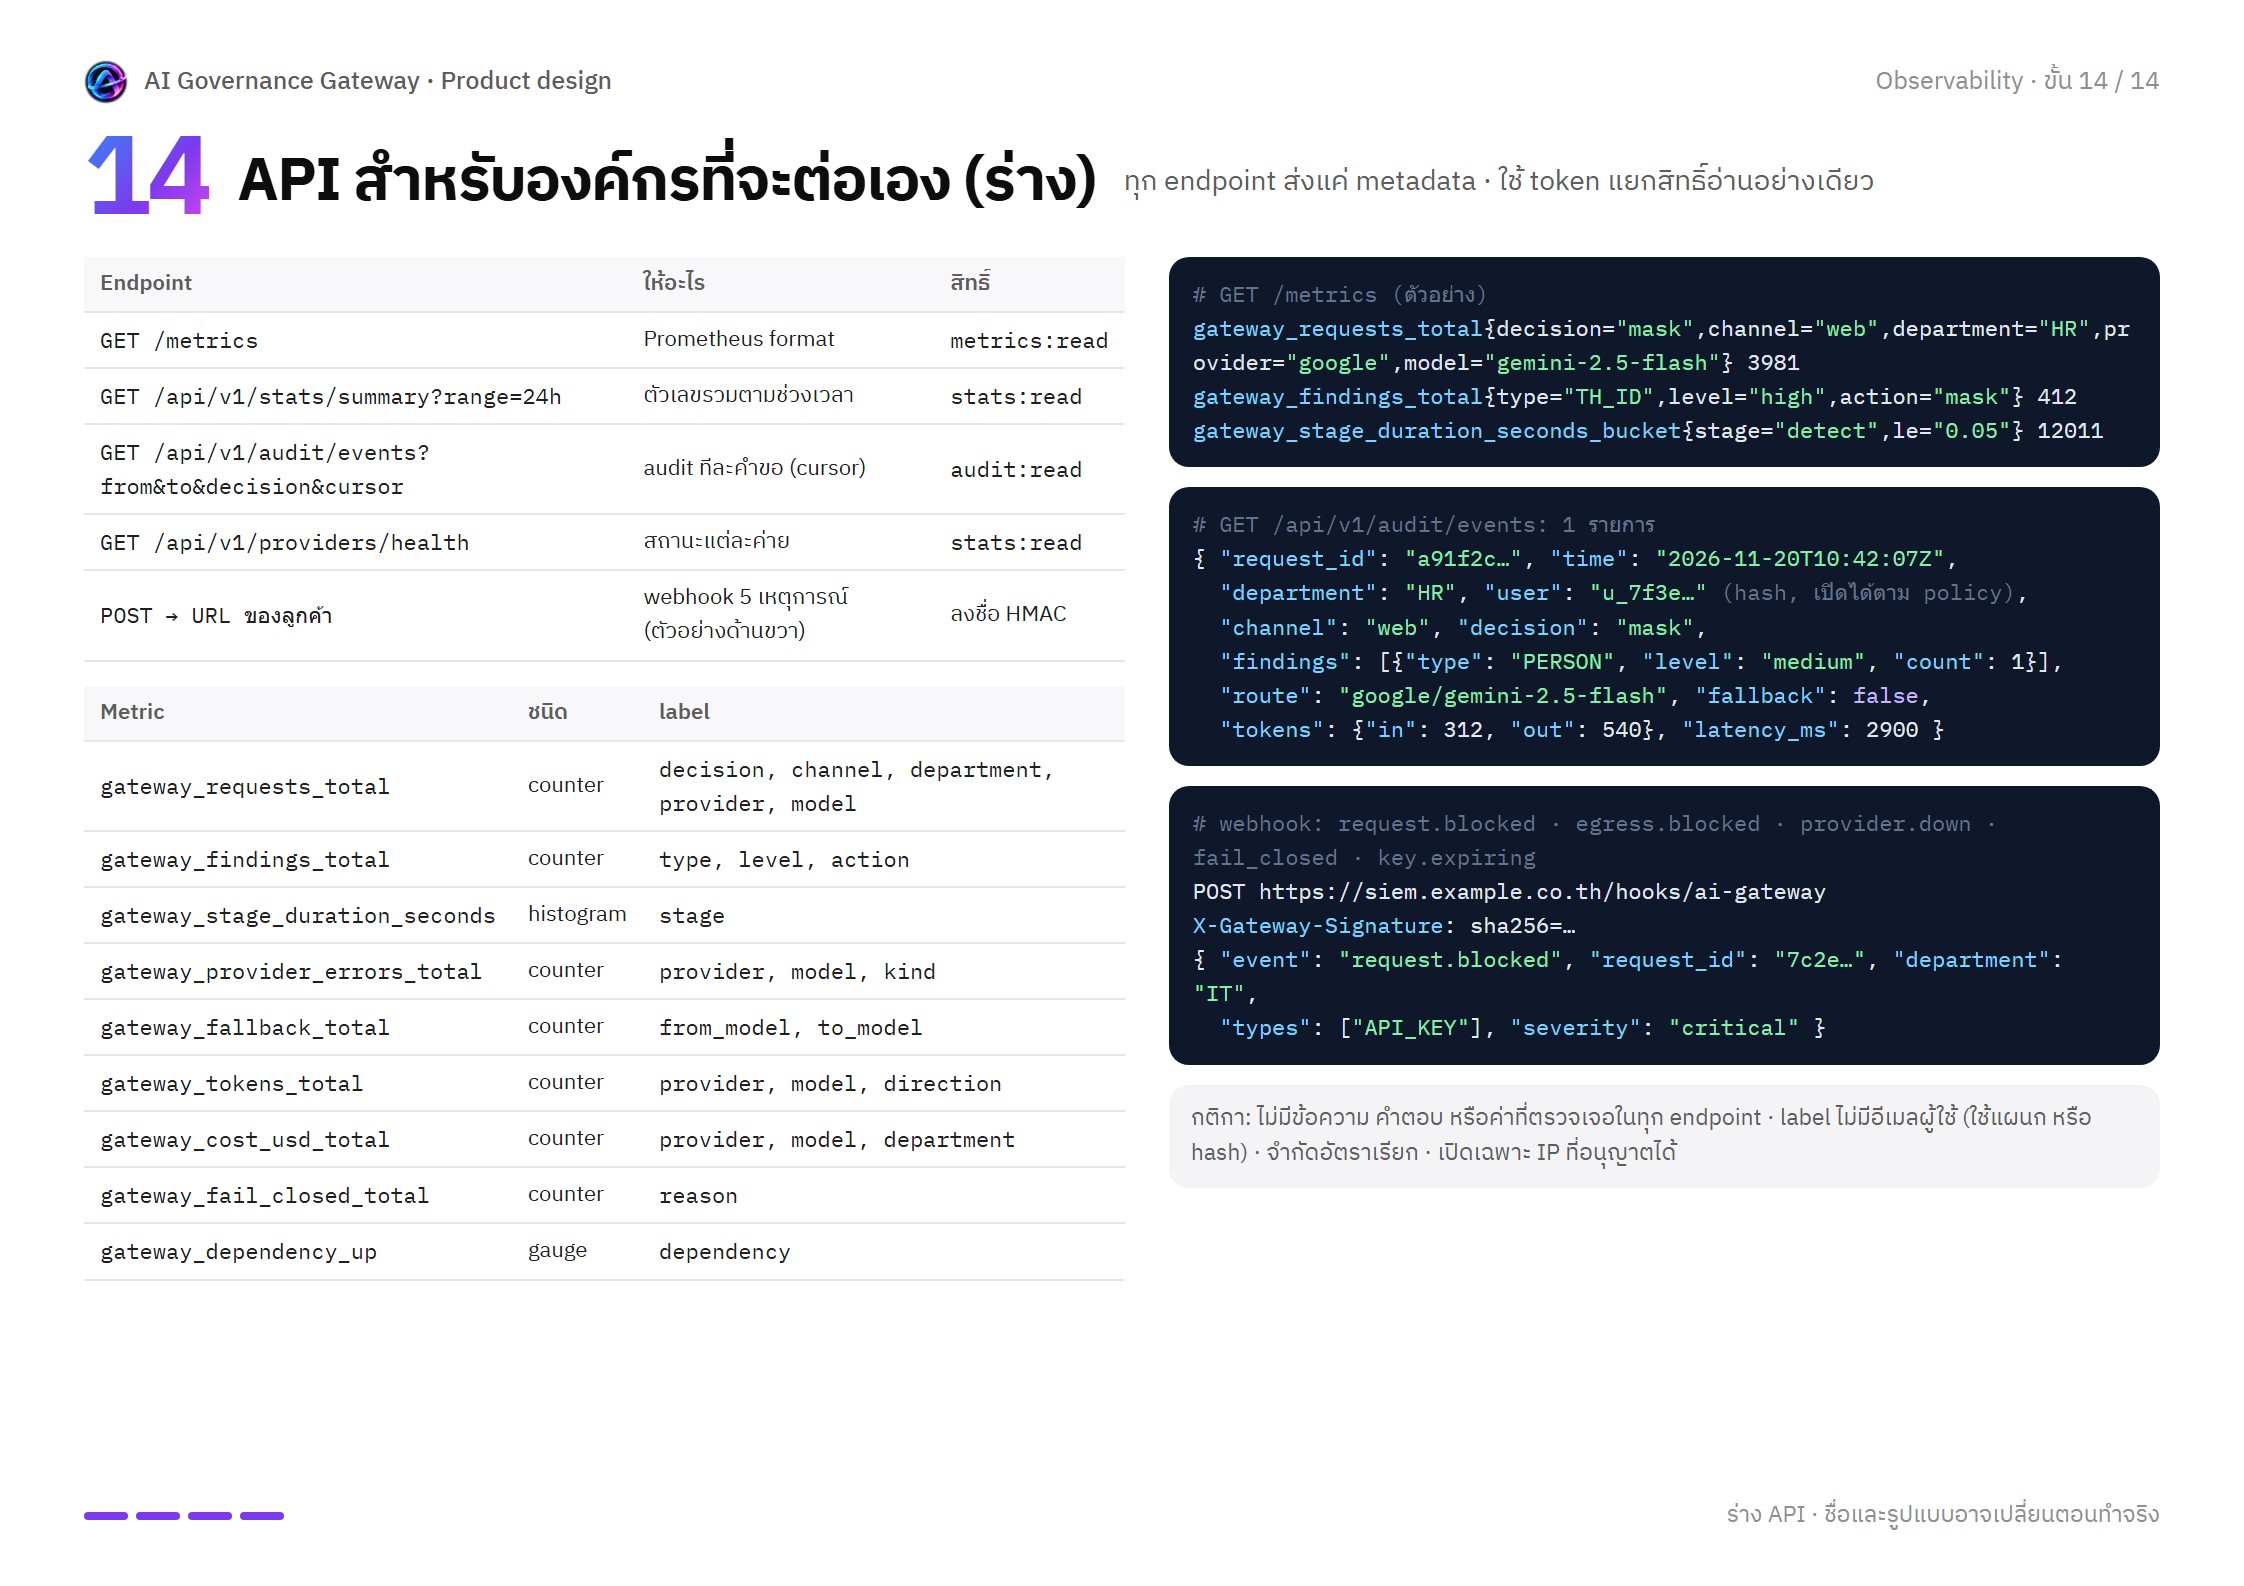 AI Governance Gateway · Product design
Observability · ขั้น 14 / 14
14 API สำหรับองค์กรที่จะต่อเอง (ร่าง) ทุก endpoint ส่งแค่ metadata · ใช้ token แยกสิทธิ์อ่านอย่างเดียว
Endpoint ให้อะไร สิทธิ์
GET /metrics Prometheus format metrics:read
GET /api/v1/stats/summary?range=24h ตัวเลขรวมตามช่วงเวลา stats:read
GET /api/v1/audit/events?
from&to&decision&cursor audit ทีละคำขอ (cursor) audit:read
GET /api/v1/providers/health สถานะแต่ละค่าย stats:read
POST → URL ของลูกค้า webhook 5 เหตุการณ์
(ตัวอย่างด้านขวา) ลงชื่อ HMAC
Metric ชนิด label
gateway_requests_total counter decision, channel, department,
provider, model
gateway_findings_total counter type, level, action
gateway_stage_duration_seconds histogram stage
gateway_provider_errors_total counter provider, model, kind
gateway_fallback_total counter from_model, to_model
gateway_tokens_total counter provider, model, direction
gateway_cost_usd_total counter provider, model, department
gateway_fail_closed_total counter reason
gateway_dependency_up gauge dependency
# GET /metrics (ตัวอย่าง)
gateway_requests_total{decision="mask",channel="web",department="HR",pr
ovider="google",model="gemini-2.5-flash"} 3981
gateway_findings_total{type="TH_ID",level="high",action="mask"} 412
gateway_stage_duration_seconds_bucket{stage="detect",le="0.05"} 12011
# GET /api/v1/audit/events: 1 รายการ
{ "request_id": "a91f2c…", "time": "2026-11-20T10:42:07Z",
"department": "HR", "user": "u_7f3e…" (hash, เปิดได้ตาม policy),
"channel": "web", "decision": "mask",
"findings": [{"type": "PERSON", "level": "medium", "count": 1}],
"route": "google/gemini-2.5-flash", "fallback": false,
"tokens": {"in": 312, "out": 540}, "latency_ms": 2900 }
# webhook: request.blocked · egress.blocked · provider.down ·
fail_closed · key.expiring
POST https://siem.example.co.th/hooks/ai-gateway
X-Gateway-Signature: sha256=…
{ "event": "request.blocked", "request_id": "7c2e…", "department":
"IT",
"types": ["API_KEY"], "severity": "critical" }
กติกา: ไม่มีข้อความ คำตอบ หรือค่าที่ตรวจเจอในทุก endpoint · label ไม่มีอีเมลผู้ใช้ (ใช้แผนก หรือ
hash) · จำกัดอัตราเรียก · เปิดเฉพาะ IP ที่อนุญาตได้
ร่าง API · ชื่อและรูปแบบอาจเปลี่ยนตอนทำจริง